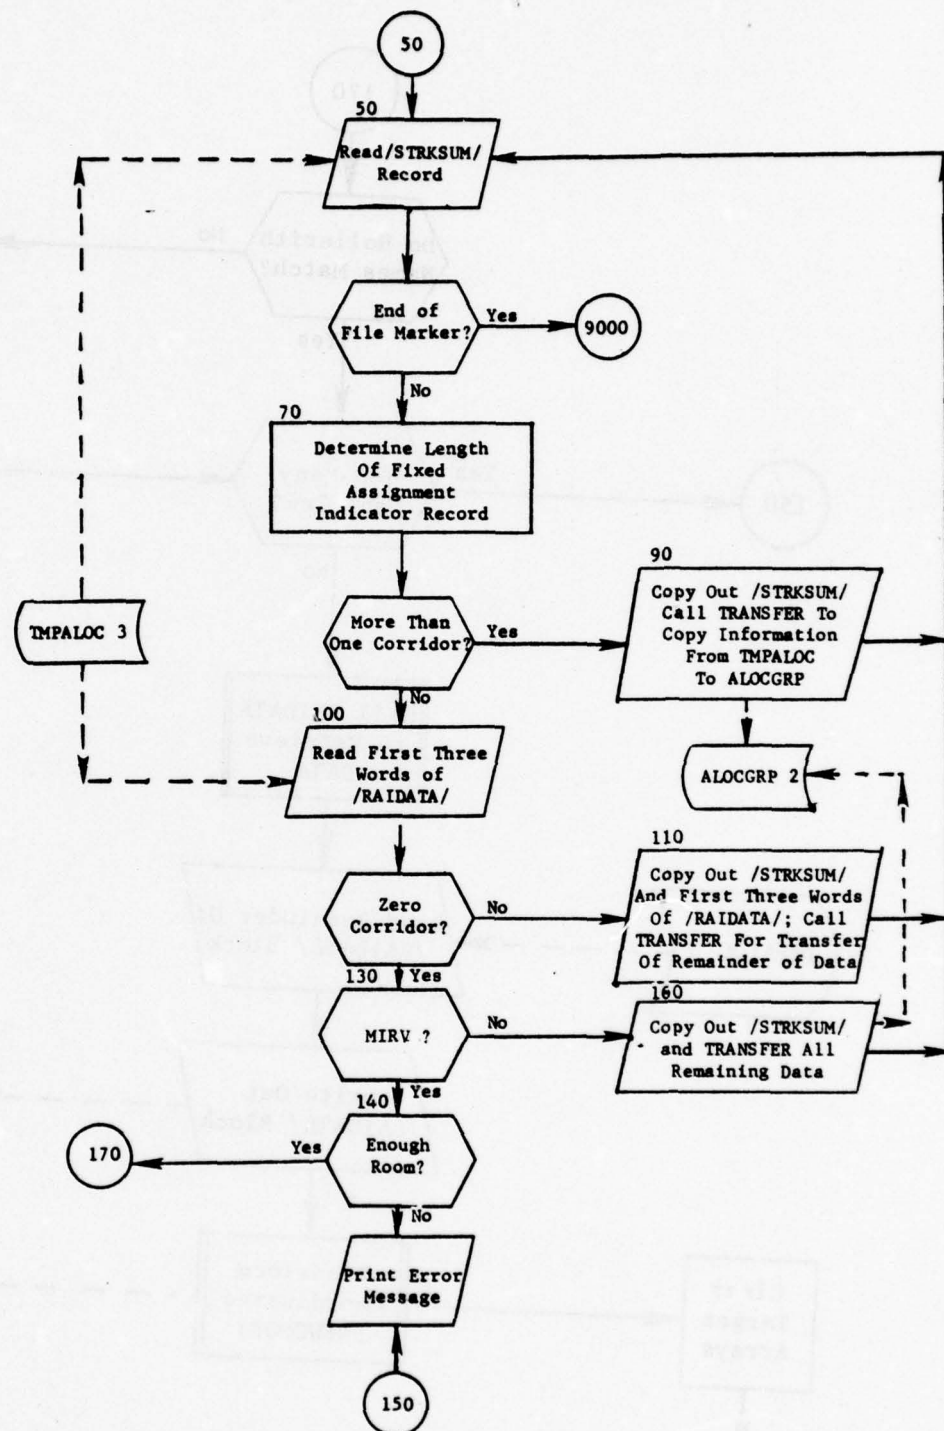 50
50
Read/STRKSUM/
Record
End of
File Marker?
Yes
9000
No
70
Determine Length
Of Fixed
Assignment
Indicator Record
90
Copy Out /STRKSUM/
Call TRANSFER To
Copy Information
From TMPALOC
To ALOCGRP
TMPALOC 3
More Than
One Corridor?
Yes
No
100
Read First Three
Words of
/RAIDATA/
ALOCGRP 2
110
Copy Out /STRKSUM/
And First Three Words
Of /RAIDATA/; Call
TRANSFER For Transfer
Of Remainder of Data
Zero
Corridor?
No
130
Yes
160
MIRV ?
No
Copy Out /STRKSUM/
and TRANSFER All
Remaining Data
Yes
140
Enough
Room?
Yes
170
No
Print Error
Message
150